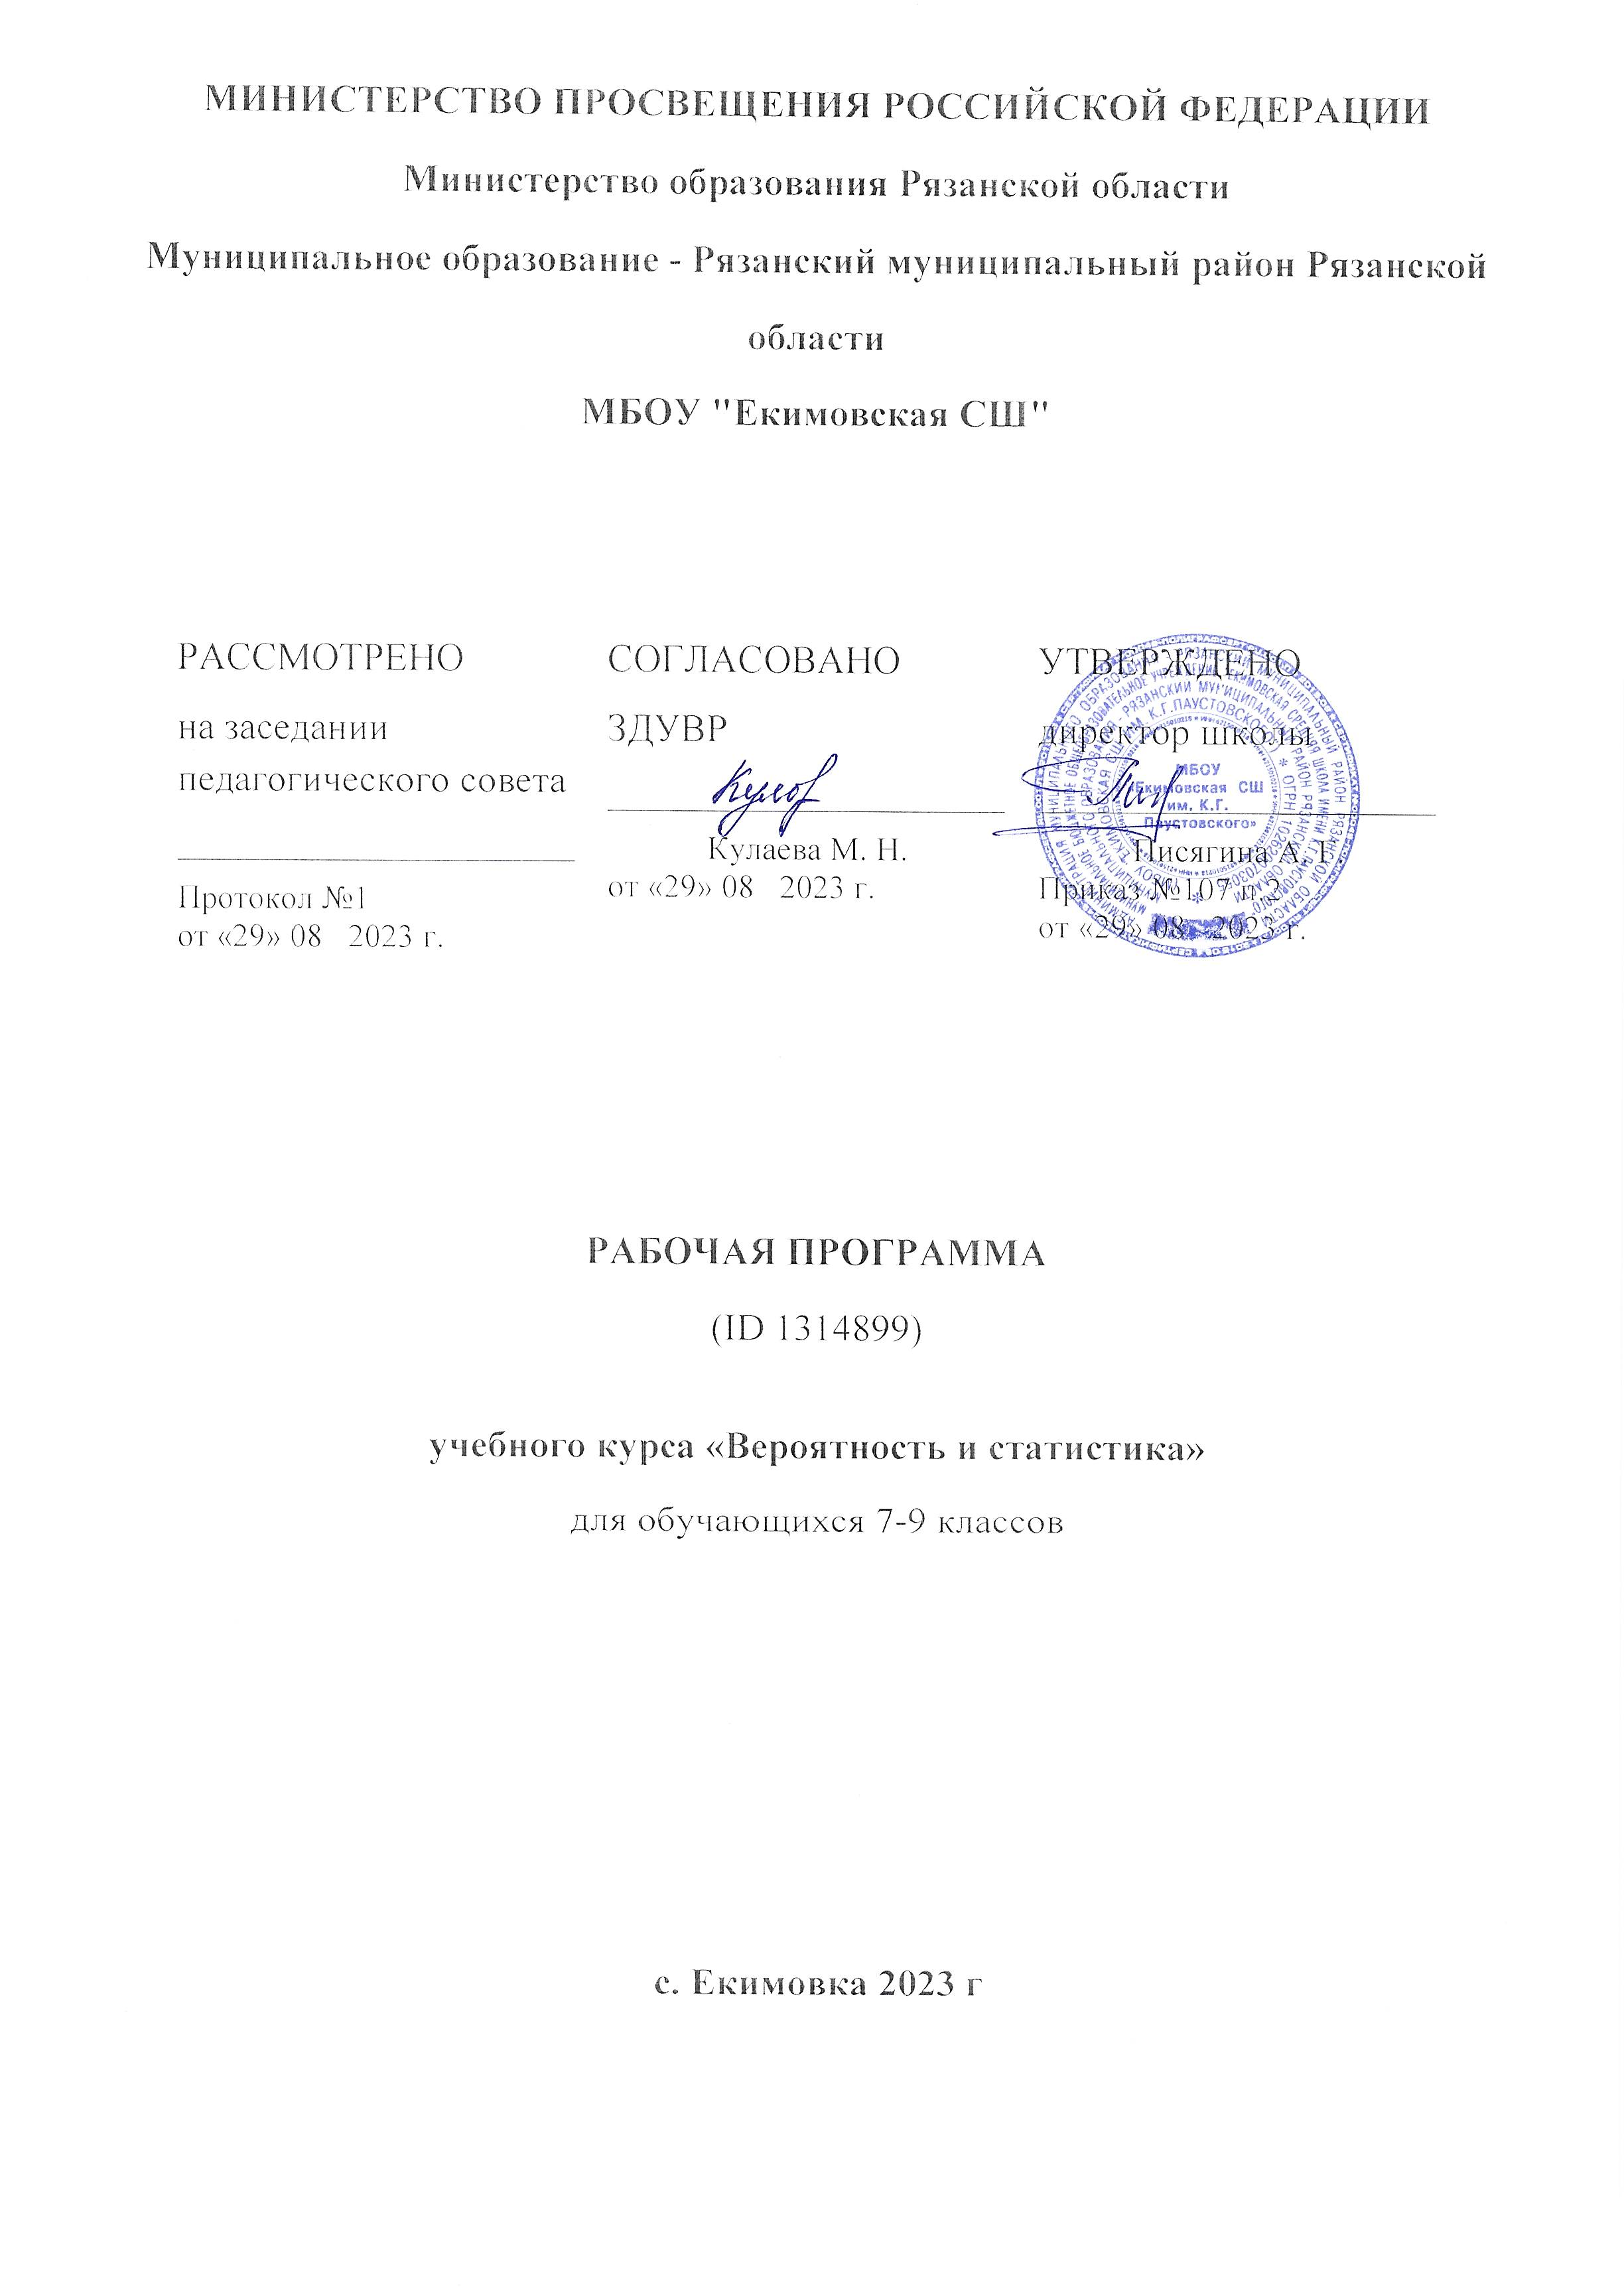 МИНИСТЕРСТВО ПРОСВЕЩЕНИЯ РОССИЙСКОЙ ФЕДЕРАЦИИ
Министерство образования Рязанской области
Муниципальное образование - Рязанский муниципальный район Рязанской
области
МБОУ "Екимовская СШ"
РАССМОТРЕНО
на заседании
педагогического совета
Протокол №1
от «29» 08 2023 г.
СОГЛАСОВАНО
ЗДУВР
Кулаева М. Н.
от «29» 08 2023 г.
УТВЕРЖДЕНО
директор школы
Писягина А. Т.
Приказ №107 п.2
от «29» 08 2023 г.
МБОУ
"Екимовская СШ
им. К.Г.
Паустовского»
РАБОЧАЯ ПРОГРАММА
(ID 1314899)
учебного курса «Вероятность и статистика»
для обучающихся 7-9 классов
с. Екимовка 2023 г